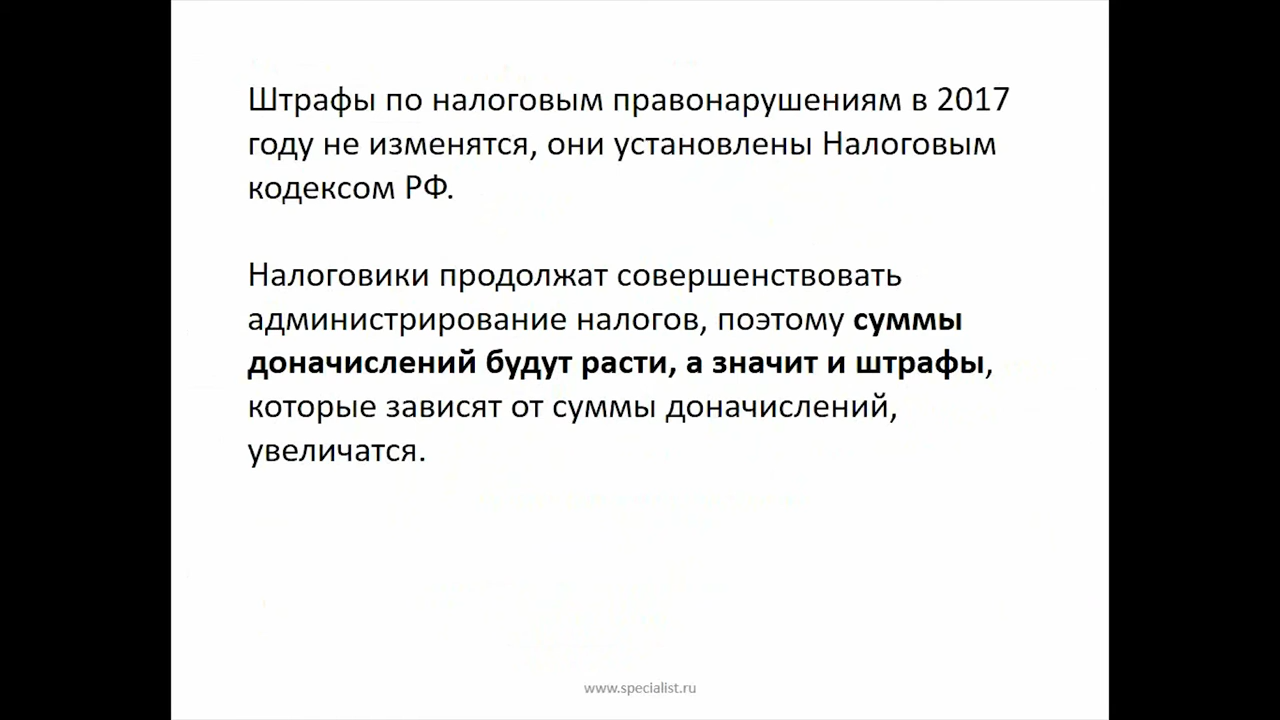 Штрафы по налоговым правонарушениям в 2017
году не изменятся, они установлены Налоговым
кодексом РФ.
Налоговики продолжат совершенствовать
администрирование налогов, поэтому суммы
доначислений будут расти, а значит и штрафы,
которые зависят от суммы доначислений,
увеличатся.
www.specialist.ru